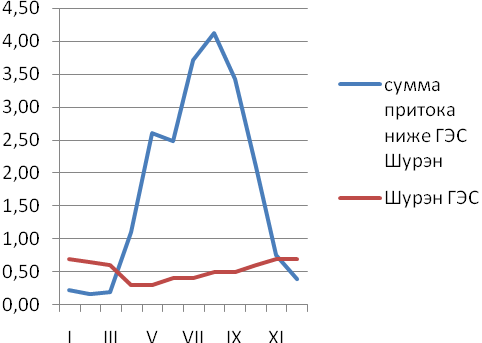 4,50
4,00
3,50
3,00
2,50
2,00
1,50
1,00
0,50
0,00
I III V VII IX XI
сумма
притока
ниже ГЭС
Шурэн
Шурэн ГЭС